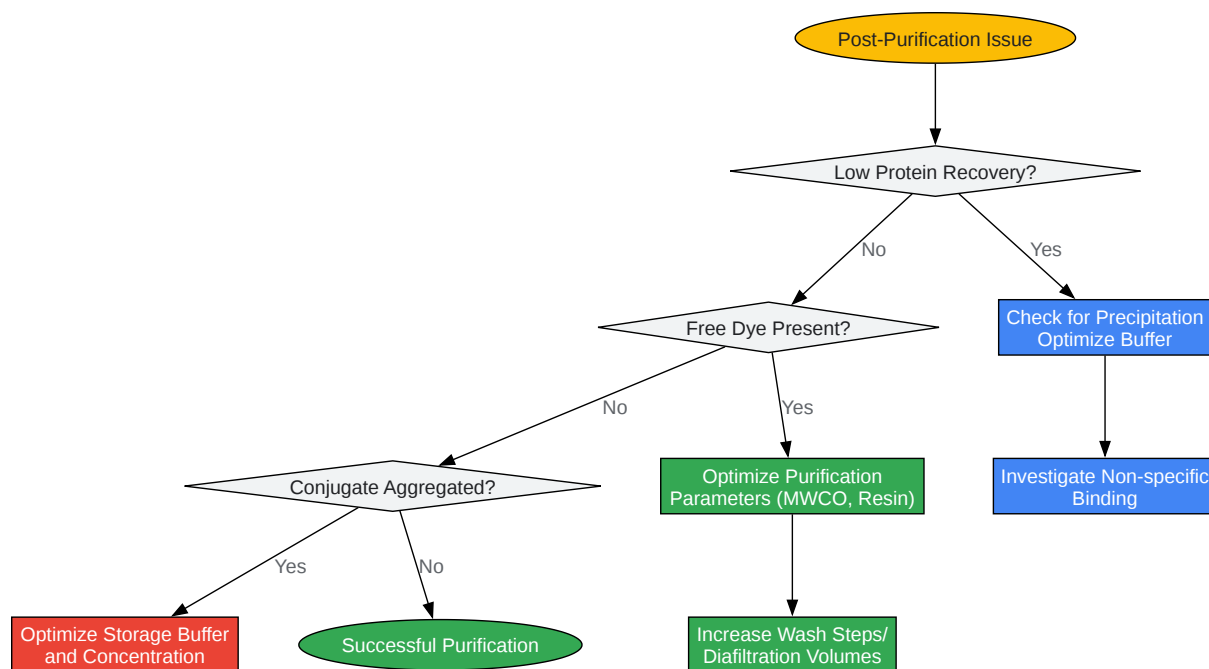 Post-Purification Issue
Low Protein Recovery?
No
Yes
Free Dye Present?
Check for Precipitation
Optimize Buffer
No
Yes
Conjugate Aggregated?
Optimize Purification
Parameters (MWCO, Resin)
Investigate Non-specific
Binding
Yes
No
Optimize Storage Buffer
and Concentration
Successful Purification
Increase Wash Steps/
Diafiltration Volumes